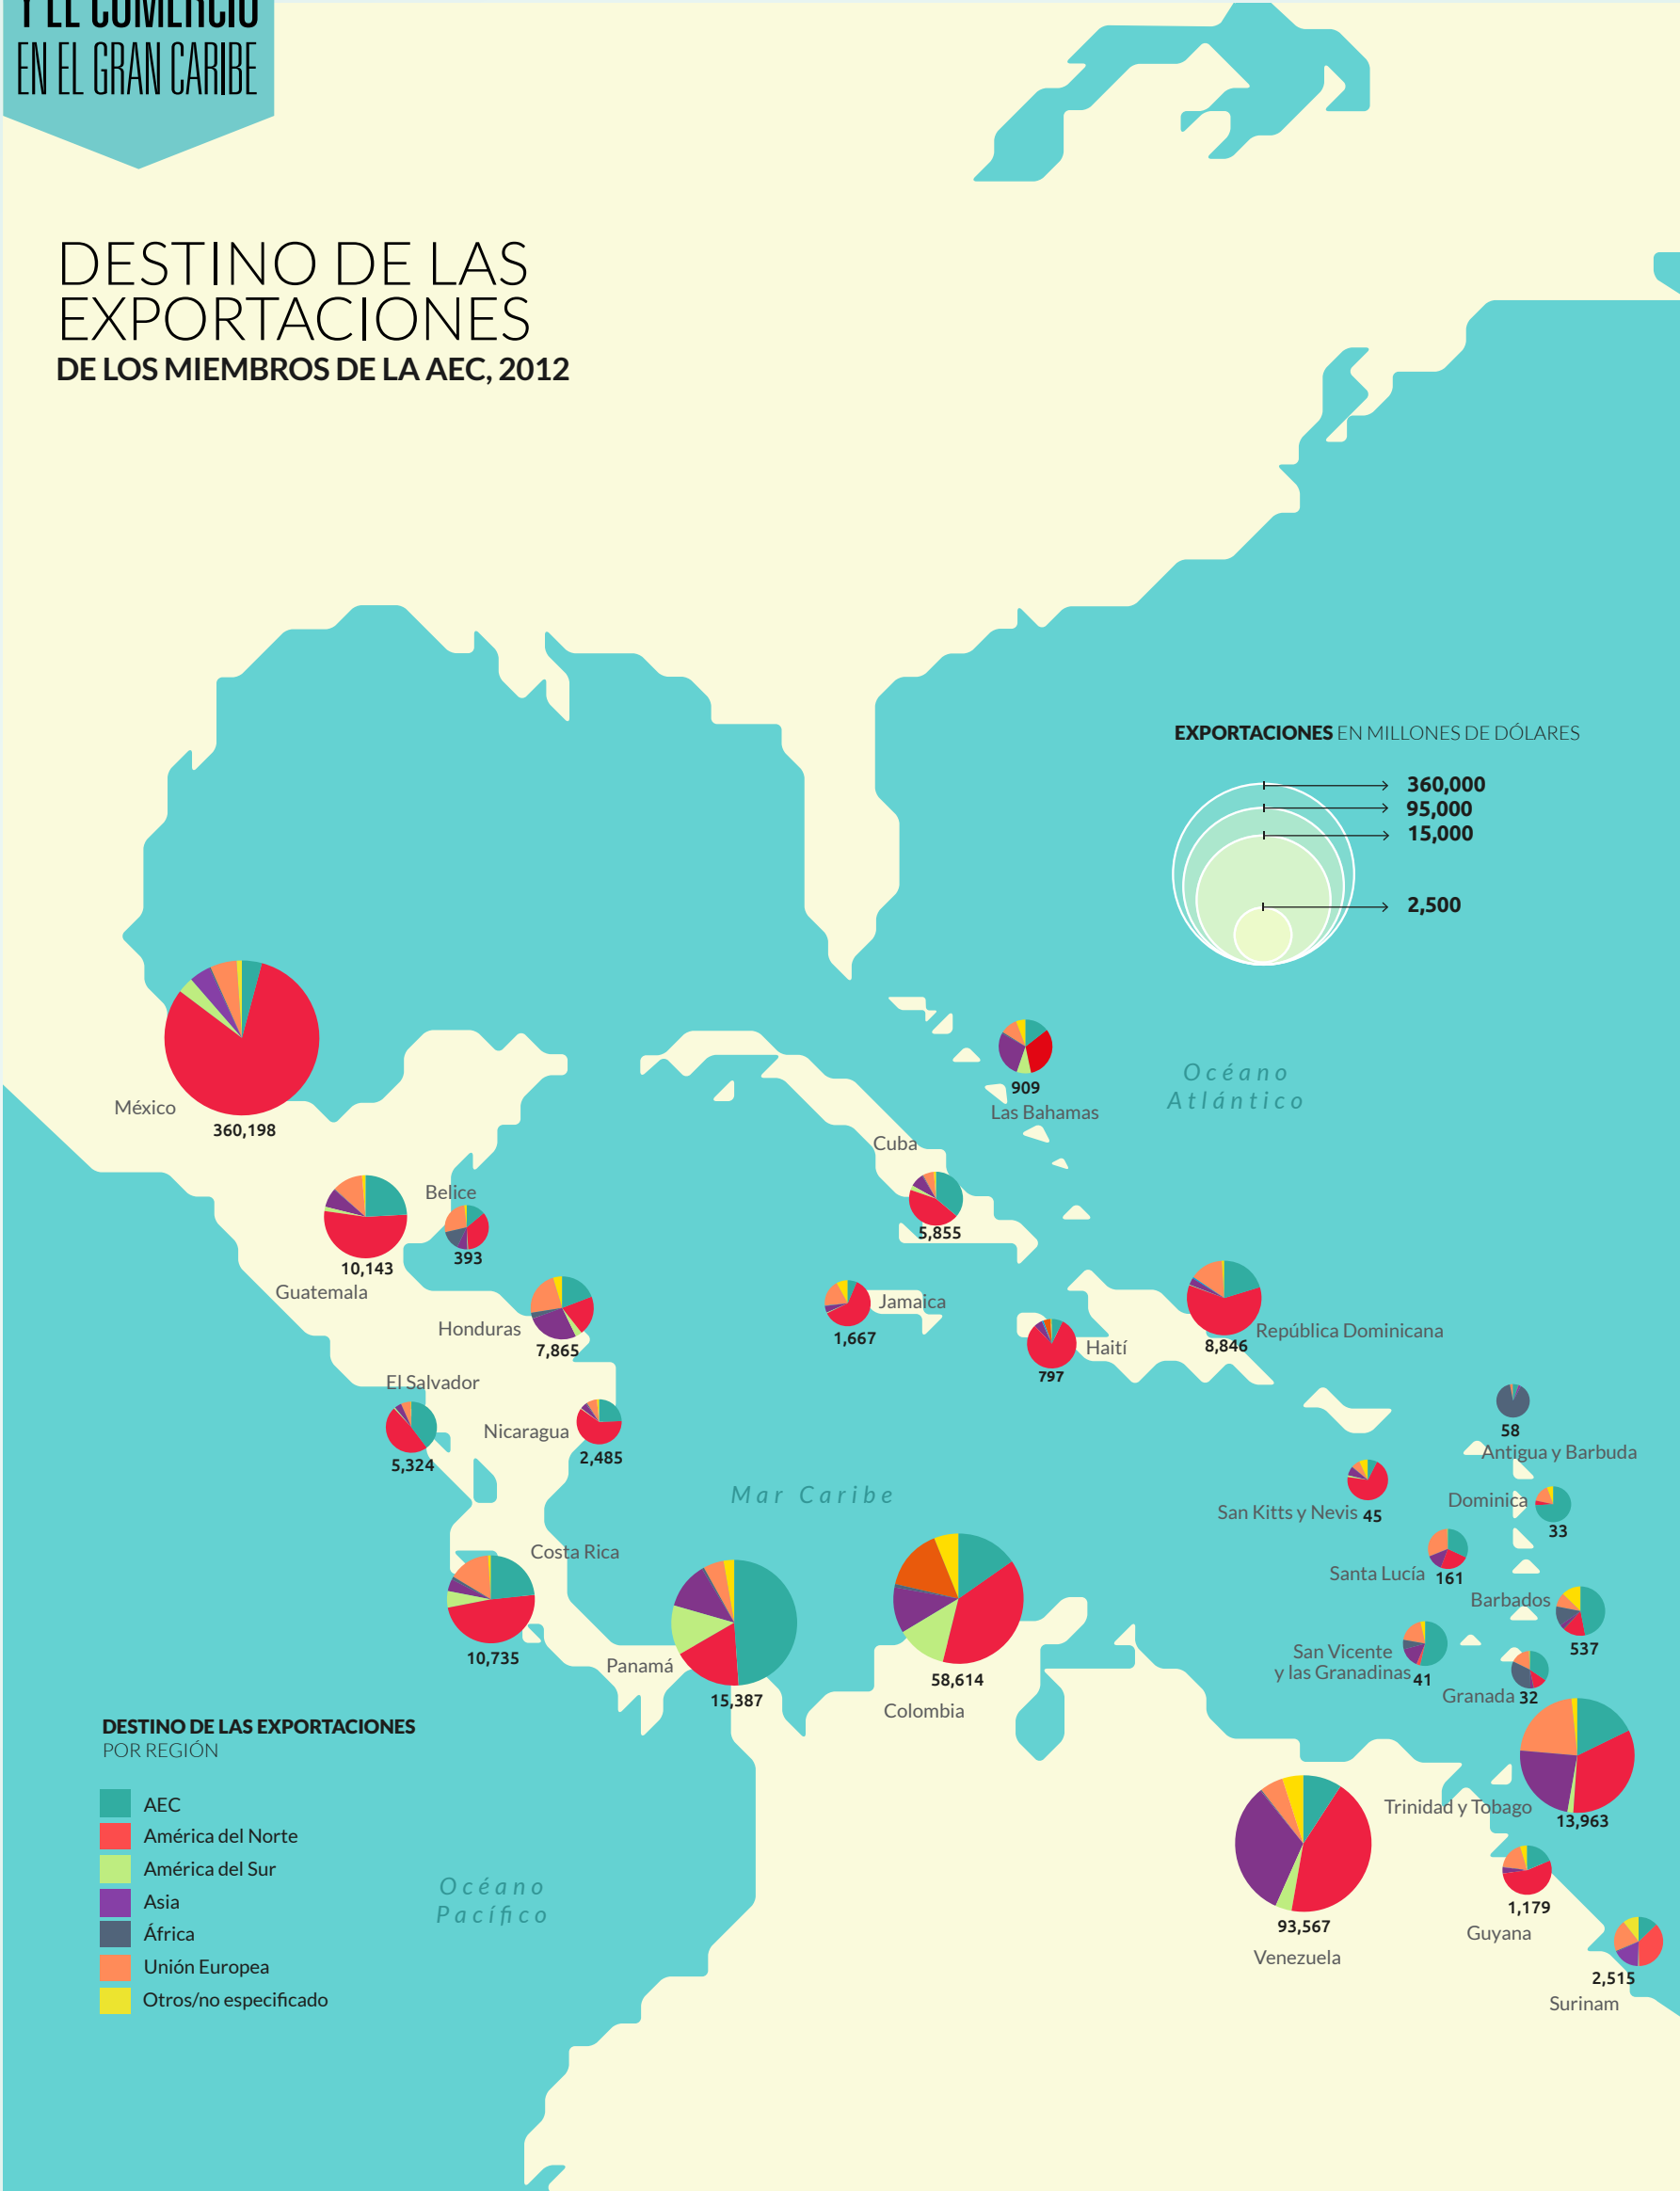 Y EL COMERCIO
EN EL GRAN CARIBE
DESTINO DE LAS
EXPORTACIONES
DE LOS MIEMBROS DE LA AEC, 2012
EXPORTACIONES EN MILLONES DE DÓLARES
360,000
95,000
15,000
2,500
México
360,198
909
Las Bahamas
Océano
Atlántico
Cuba
5,855
Belice
393
10,143
Guatemala
Honduras
7,865
Jamaica
1,667
Haití
797
República Dominicana
8,846
El Salvador
5,324
Nicaragua
2,485
58
Antigua y Barbuda
Mar Caribe
San Kitts y Nevis 45
Dominica
33
Santa Lucía 161
Costa Rica
10,735
Barbados
537
Panamá
15,387
58,614
Colombia
San Vicente
y las Granadinas 41
Granada 32
Trinidad y Tobago
13,963
93,567
Venezuela
1,179
Guyana
2,515
Surinam
Océano
Pacífico
DESTINO DE LAS EXPORTACIONES
POR REGIÓN
AEC
América del Norte
América del Sur
Asia
África
Unión Europea
Otros/no especificado